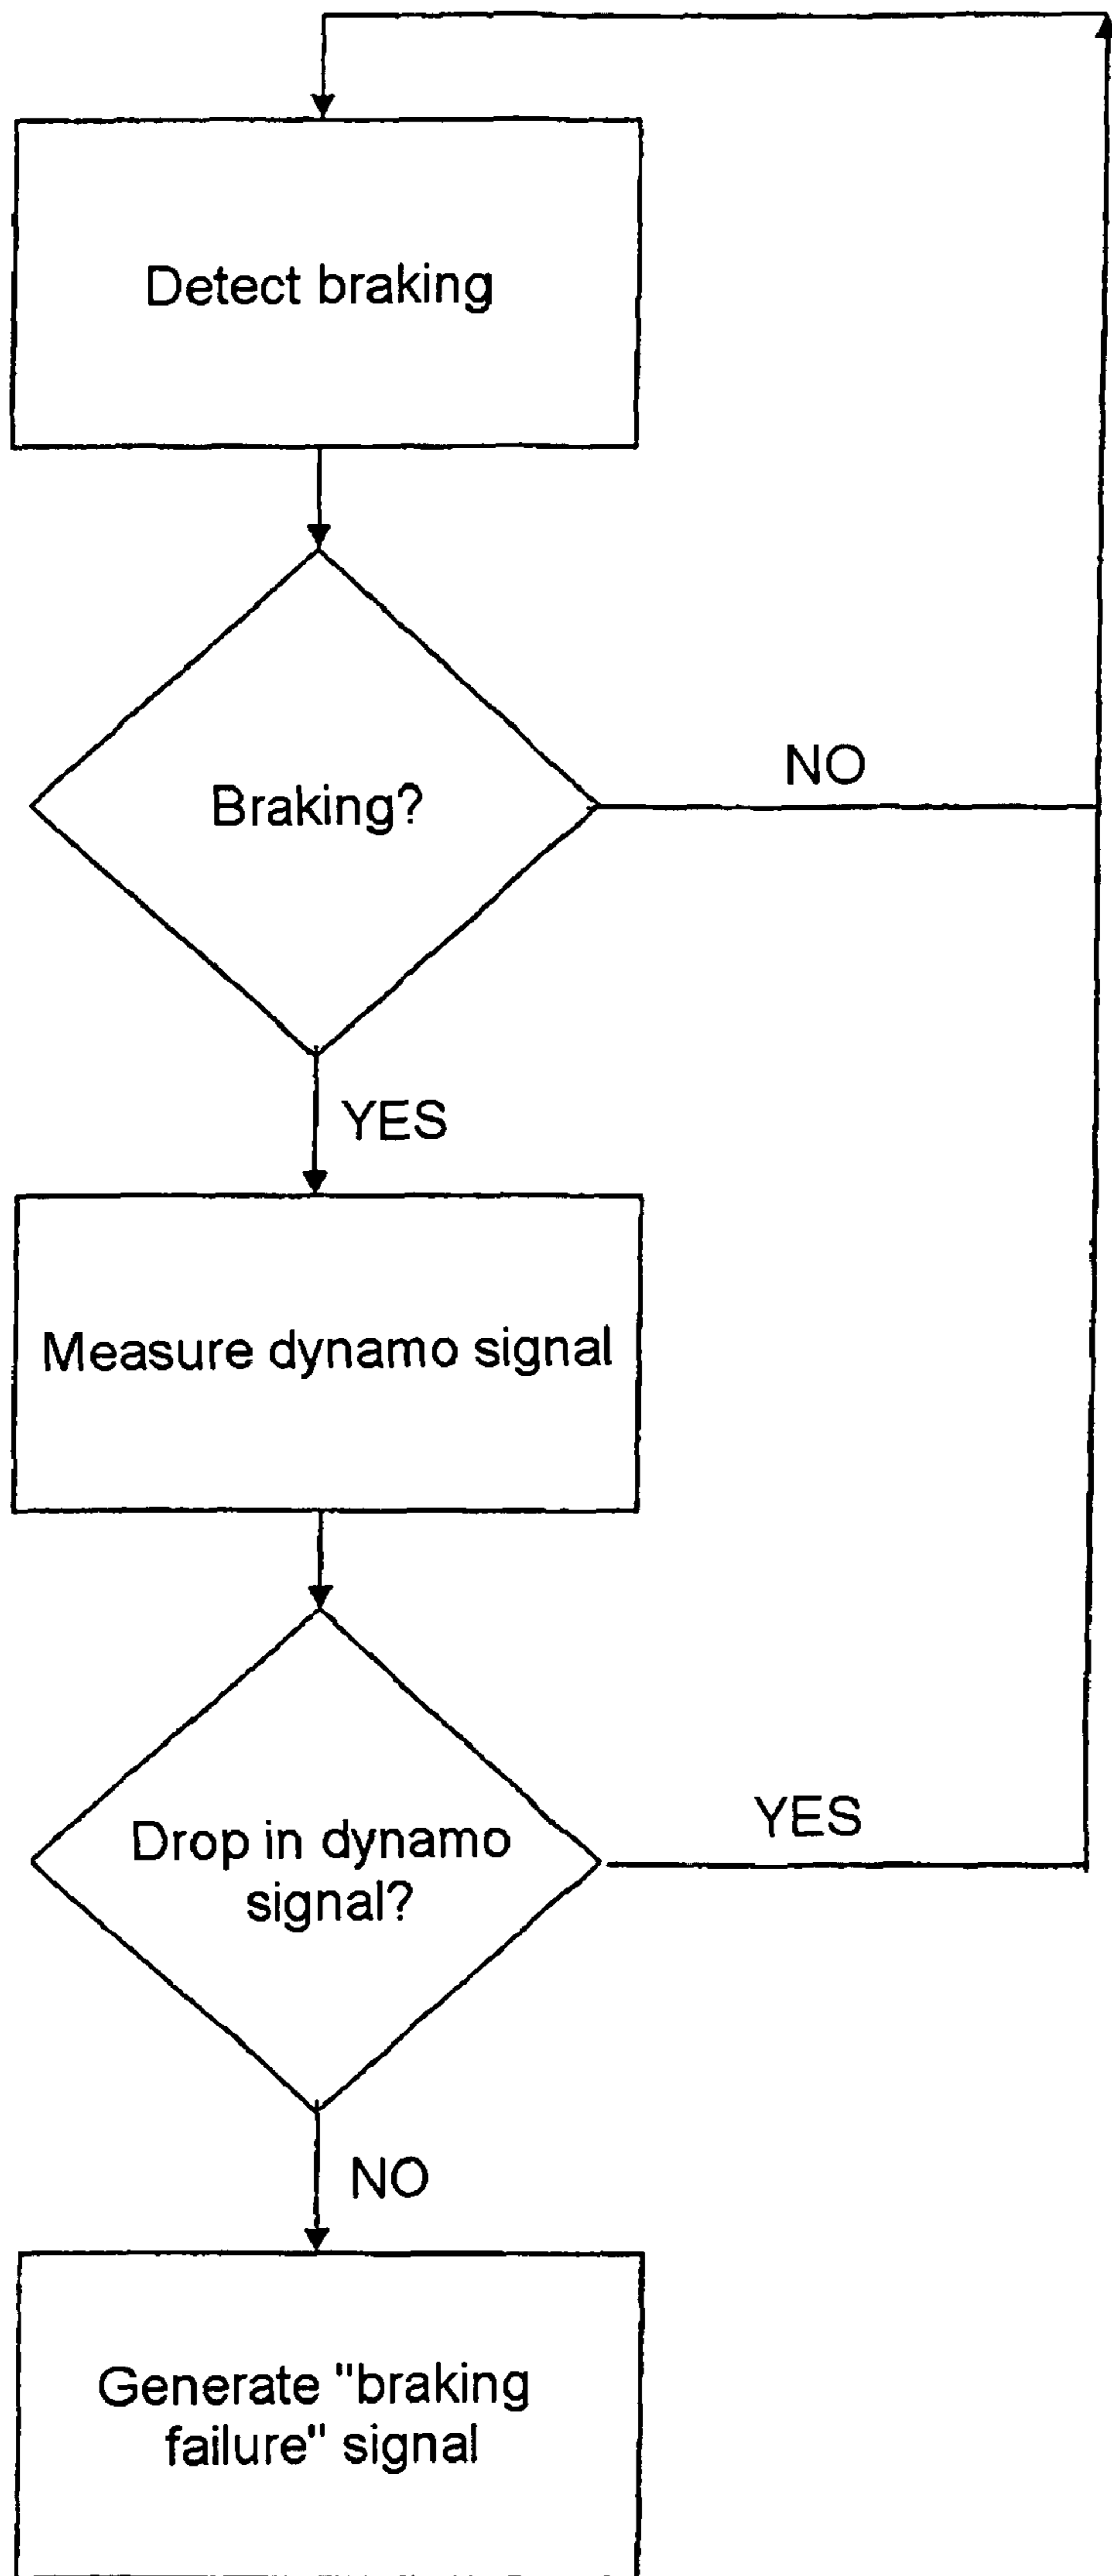 Detect braking
Braking?
NO
YES
Measure dynamo signal
Drop in dynamo
signal?
YES
NO
Generate "braking
failure" signal